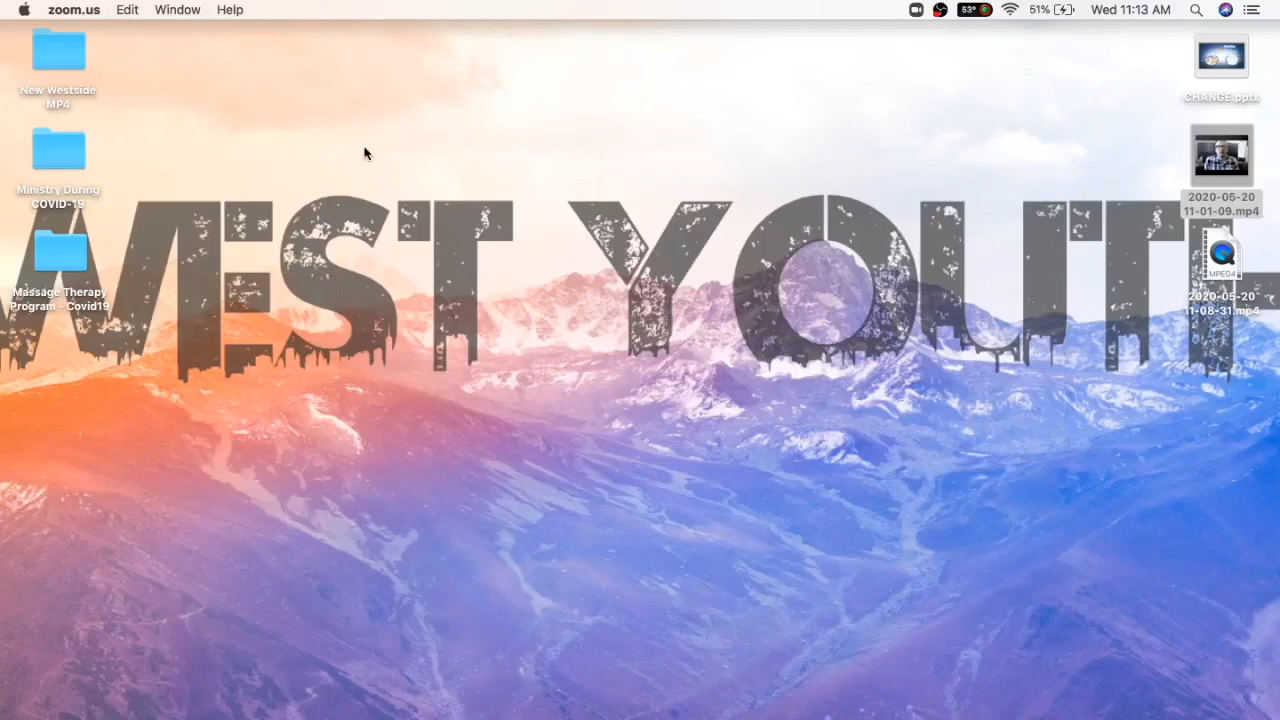 zoom.us Edit Window Help 53° 51% Wed 11:13 AM
New Westside
MP4
CHANGE.pptx
Ministry During
COVID-19
2020-05-20
11-01-09.mp4
WEST YOUTH
MPEG4
Massage Therapy
Program - Covid19
2020-05-20
11-08-31.mp4